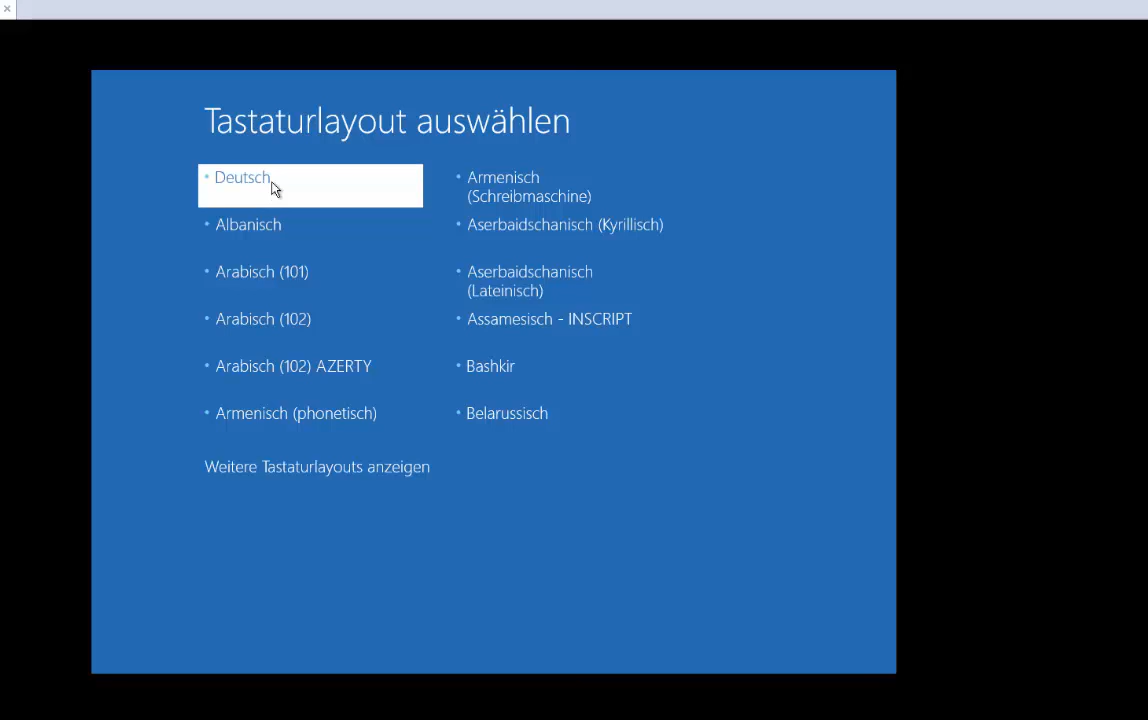 Tastaturlayout auswählen
Deutsch
Albanisch
Arabisch (101)
Arabisch (102)
Arabisch (102) AZERTY
Armenisch (phonetisch)
Armenisch
(Schreibmaschine)
Aserbaidschanisch (Kyrillisch)
Aserbaidschanisch
(Lateinisch)
Assamesisch - INSCRIPT
Bashkir
Belarussisch
Weitere Tastaturlayouts anzeigen